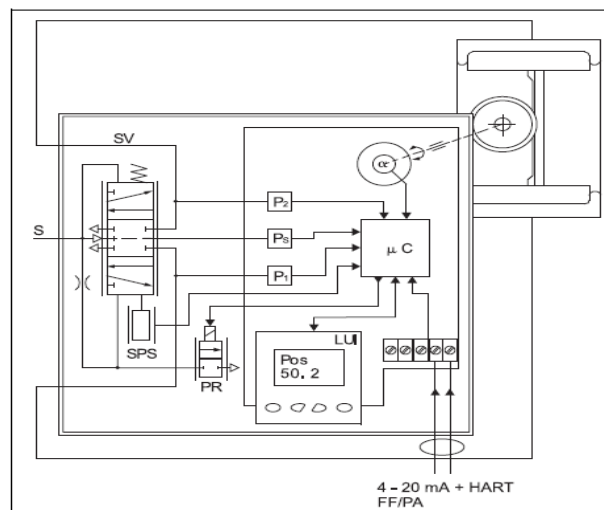 SV
α
P2
S
PS
μ C
P1
SPS
PR
LUI
Pos
50.2
4 - 20 mA + HART
FF/PA